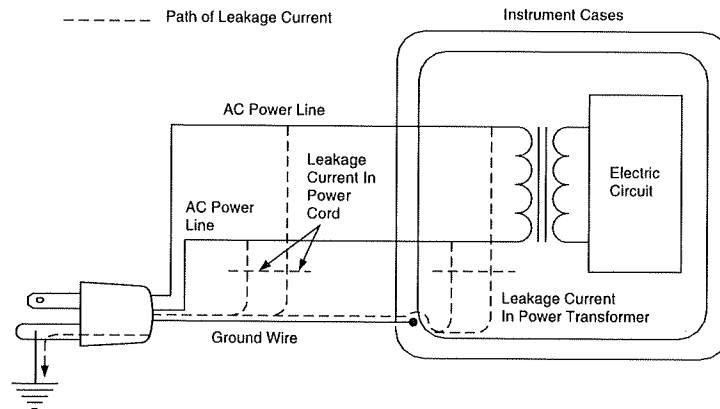 Path of Leakage Current
Instrument Cases
AC Power Line
Leakage
Current In
Power
Cord
AC Power
Line
Electric
Circuit
Leakage Current
In Power Transformer
Ground Wire